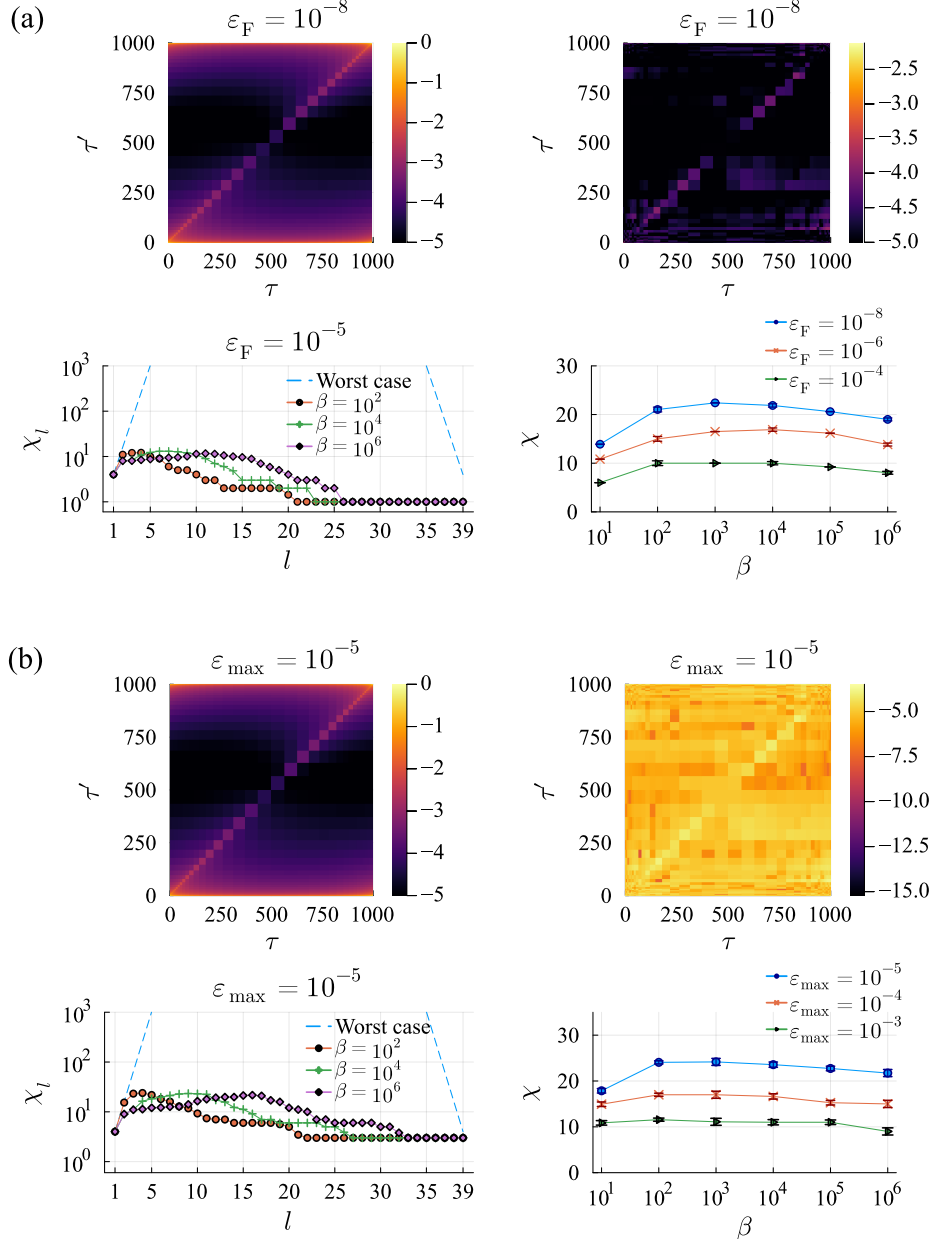 (a)
ε_F = 10^−8
1000
750
500
250
0
τ′
0 250 500 750 1000
τ
0
−1
−2
−3
−4
−5
ε_F = 10^−8
1000
750
500
250
0
τ′
0 250 500 750 1000
τ
−2.5
−3.0
−3.5
−4.0
−4.5
−5.0
ε_F = 10^−5
10^3
10^2
10^1
10^0
χ_l
Worst case
β = 10^2
β = 10^4
β = 10^6
1 5 10 15 20 25 30 35 39
l
ε_F = 10^−8
ε_F = 10^−6
ε_F = 10^−4
30
20
10
0
χ
10^1 10^2 10^3 10^4 10^5 10^6
β
(b)
ε_max = 10^−5
1000
750
500
250
0
τ′
0 250 500 750 1000
τ
0
−1
−2
−3
−4
−5
ε_max = 10^−5
1000
750
500
250
0
τ′
0 250 500 750 1000
τ
−5.0
−7.5
−10.0
−12.5
−15.0
ε_max = 10^−5
10^3
10^2
10^1
10^0
χ_l
Worst case
β = 10^2
β = 10^4
β = 10^6
1 5 10 15 20 25 30 35 39
l
ε_max = 10^−5
ε_max = 10^−4
ε_max = 10^−3
30
20
10
0
χ
10^1 10^2 10^3 10^4 10^5 10^6
β